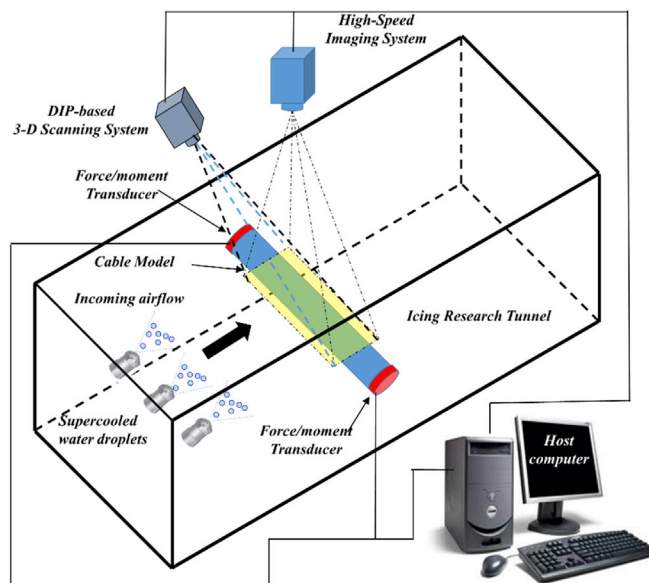 High-Speed
Imaging System
DIP-based
3-D Scanning System
Force/moment
Transducer
Cable Model
Incoming airflow
Icing Research Tunnel
Supercooled
water droplets
Force/moment
Transducer
Host
computer